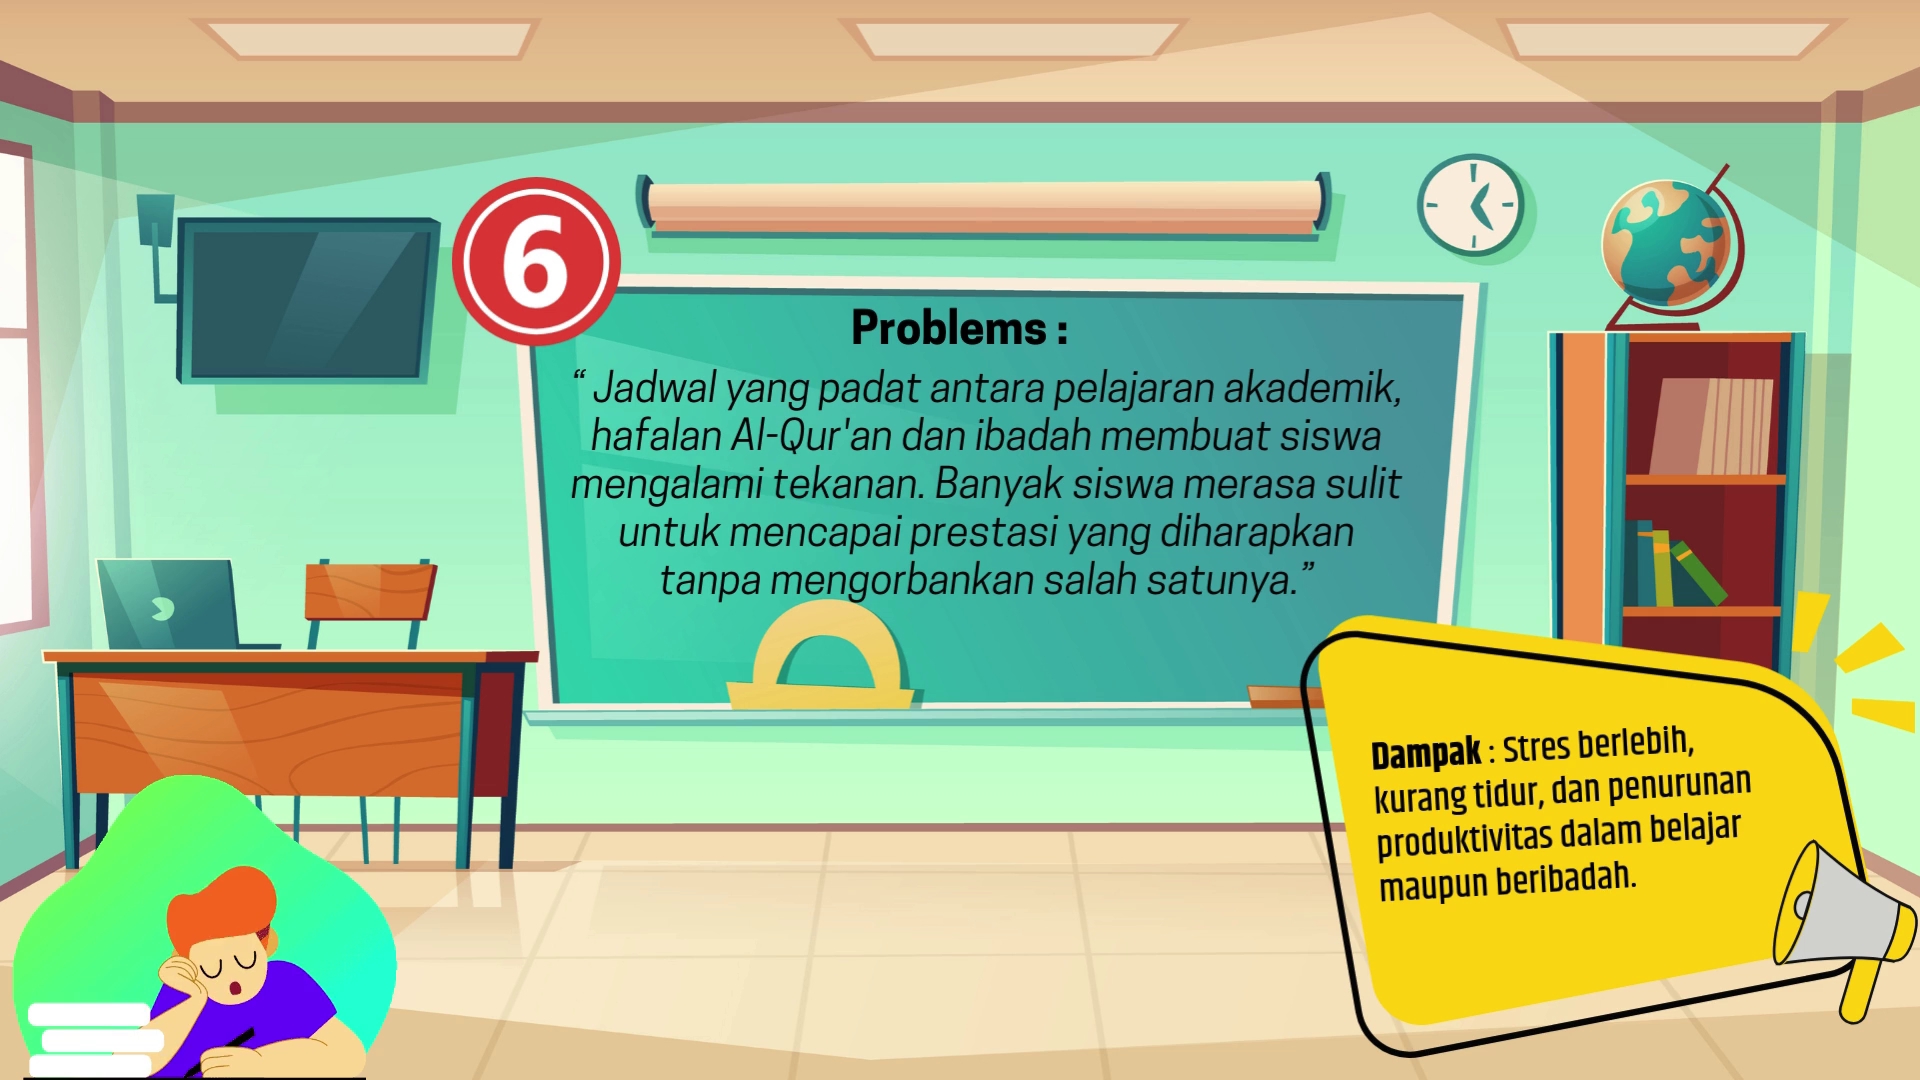 6
Problems :
“ Jadwal yang padat antara pelajaran akademik,
hafalan Al-Qur'an dan ibadah membuat siswa
mengalami tekanan. Banyak siswa merasa sulit
untuk mencapai prestasi yang diharapkan
tanpa mengorbankan salah satunya.”
Dampak : Stres berlebih,
kurang tidur, dan penurunan
produktivitas dalam belajar
maupun beribadah.